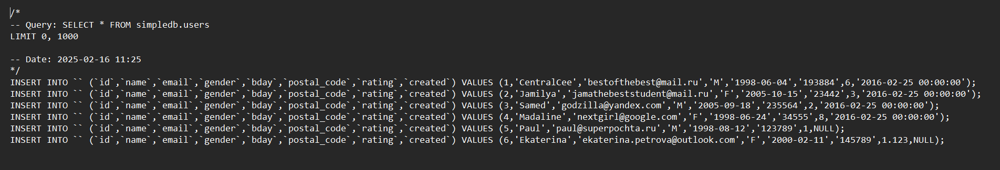 /*
-- Query: SELECT * FROM simpledb.users
LIMIT 0, 1000
-- Date: 2025-02-16 11:25
*/
INSERT INTO `` (`id`,`name`,`email`,`gender`,`bday`,`postal_code`,`rating`,`created`) VALUES (1,'CentralCee','bestofthebest@mail.ru','M','1998-06-04','193884',6,'2016-02-25 00:00:00');
INSERT INTO `` (`id`,`name`,`email`,`gender`,`bday`,`postal_code`,`rating`,`created`) VALUES (2,'Jamilya','jamathebeststudent@mail.ru','F','2005-10-15','23442',3,'2016-02-25 00:00:00');
INSERT INTO `` (`id`,`name`,`email`,`gender`,`bday`,`postal_code`,`rating`,`created`) VALUES (3,'Samed','godzilla@yandex.com','M','2005-09-18','235564',2,'2016-02-25 00:00:00');
INSERT INTO `` (`id`,`name`,`email`,`gender`,`bday`,`postal_code`,`rating`,`created`) VALUES (4,'Madaline','nextgirl@google.com','F','1998-06-24','34555',8,'2016-02-25 00:00:00');
INSERT INTO `` (`id`,`name`,`email`,`gender`,`bday`,`postal_code`,`rating`,`created`) VALUES (5,'Paul','paul@superpochta.ru','M','1998-08-12','123789',1,NULL);
INSERT INTO `` (`id`,`name`,`email`,`gender`,`bday`,`postal_code`,`rating`,`created`) VALUES (6,'Ekaterina','ekaterina.petrova@outlook.com','F','2000-02-11','145789',1.123,NULL);